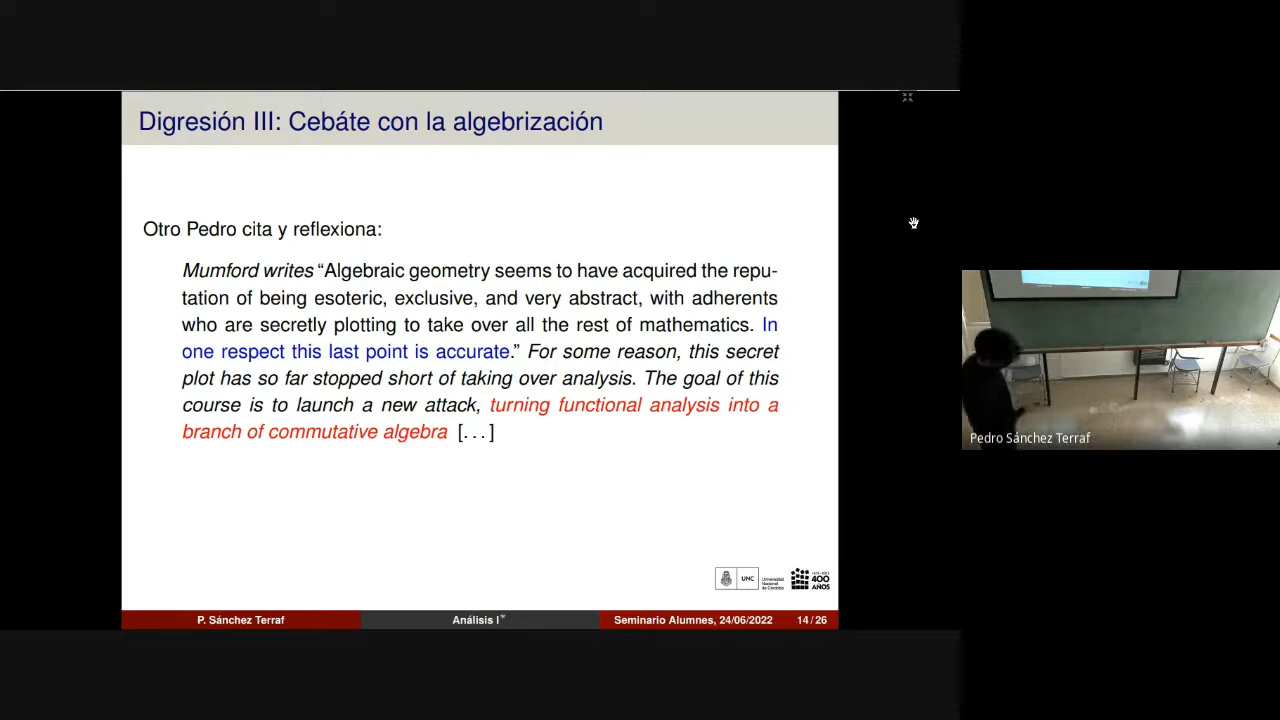 Digresión III: Cebáte con la algebrización
Otro Pedro cita y reflexiona:
Mumford writes “Algebraic geometry seems to have acquired the repu-
tation of being esoteric, exclusive, and very abstract, with adherents
who are secretly plotting to take over all the rest of mathematics. In
one respect this last point is accurate.” For some reason, this secret
plot has so far stopped short of taking over analysis. The goal of this
course is to launch a new attack, turning functional analysis into a
branch of commutative algebra [...]
UNC
Universidad
Nacional
de Córdoba
400
AÑOS
P. Sánchez Terraf
Análisis I*
Seminario Alumnes, 24/06/2022
14 / 26
Pedro Sánchez Terraf